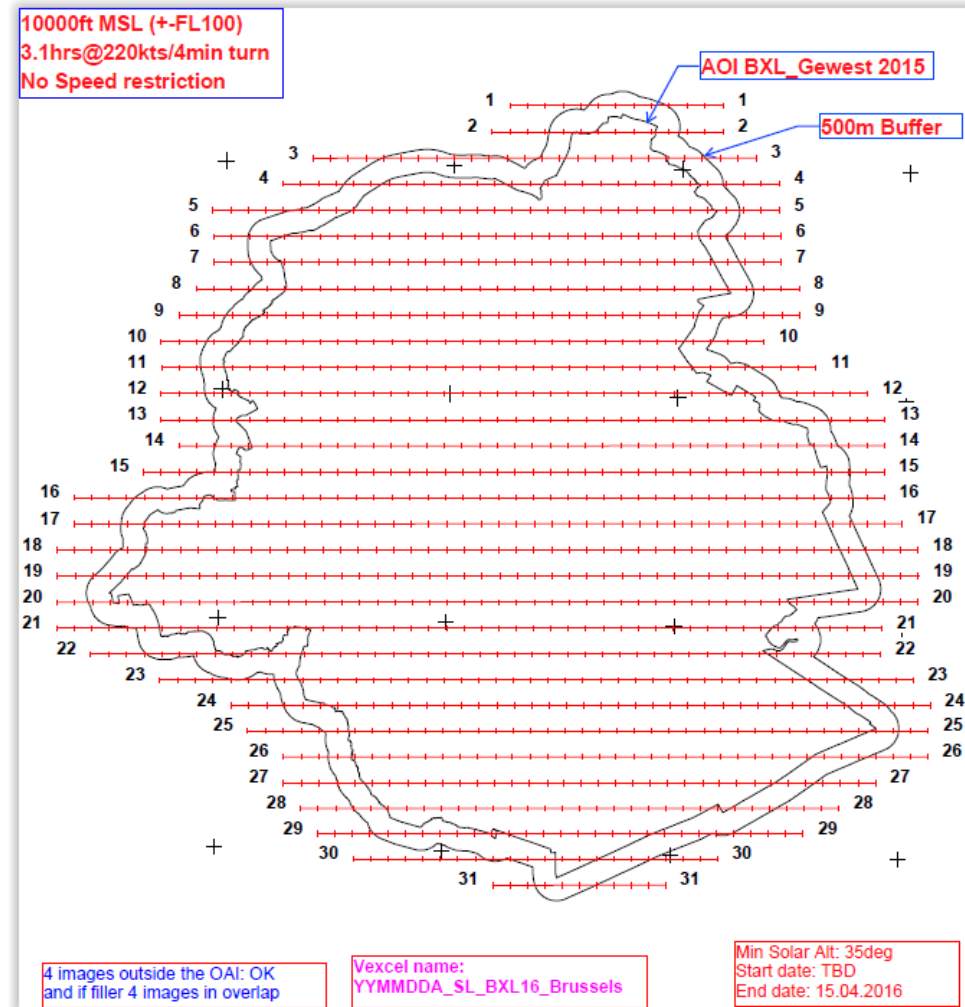 10000ft MSL (+-FL100)
3.1hrs@220kts/4min turn
No Speed restriction
AOI BXL_Gewest 2015
500m Buffer
1 1
2 2
3 3
4 4
5 5
6 6
7 7
8 8
9 9
10 10
11 11
12 12
13 13
14 14
15 15
16 16
17 17
18 18
19 19
20 20
21 21
22 22
23 23
24 24
25 25
26 26
27 27
28 28
29 29
30 30
31 31
4 images outside the OAI: OK
and if filler 4 images in overlap
Vexcel name:
YYMMDDA_SL_BXL16_Brussels
Min Solar Alt: 35deg
Start date: TBD
End date: 15.04.2016